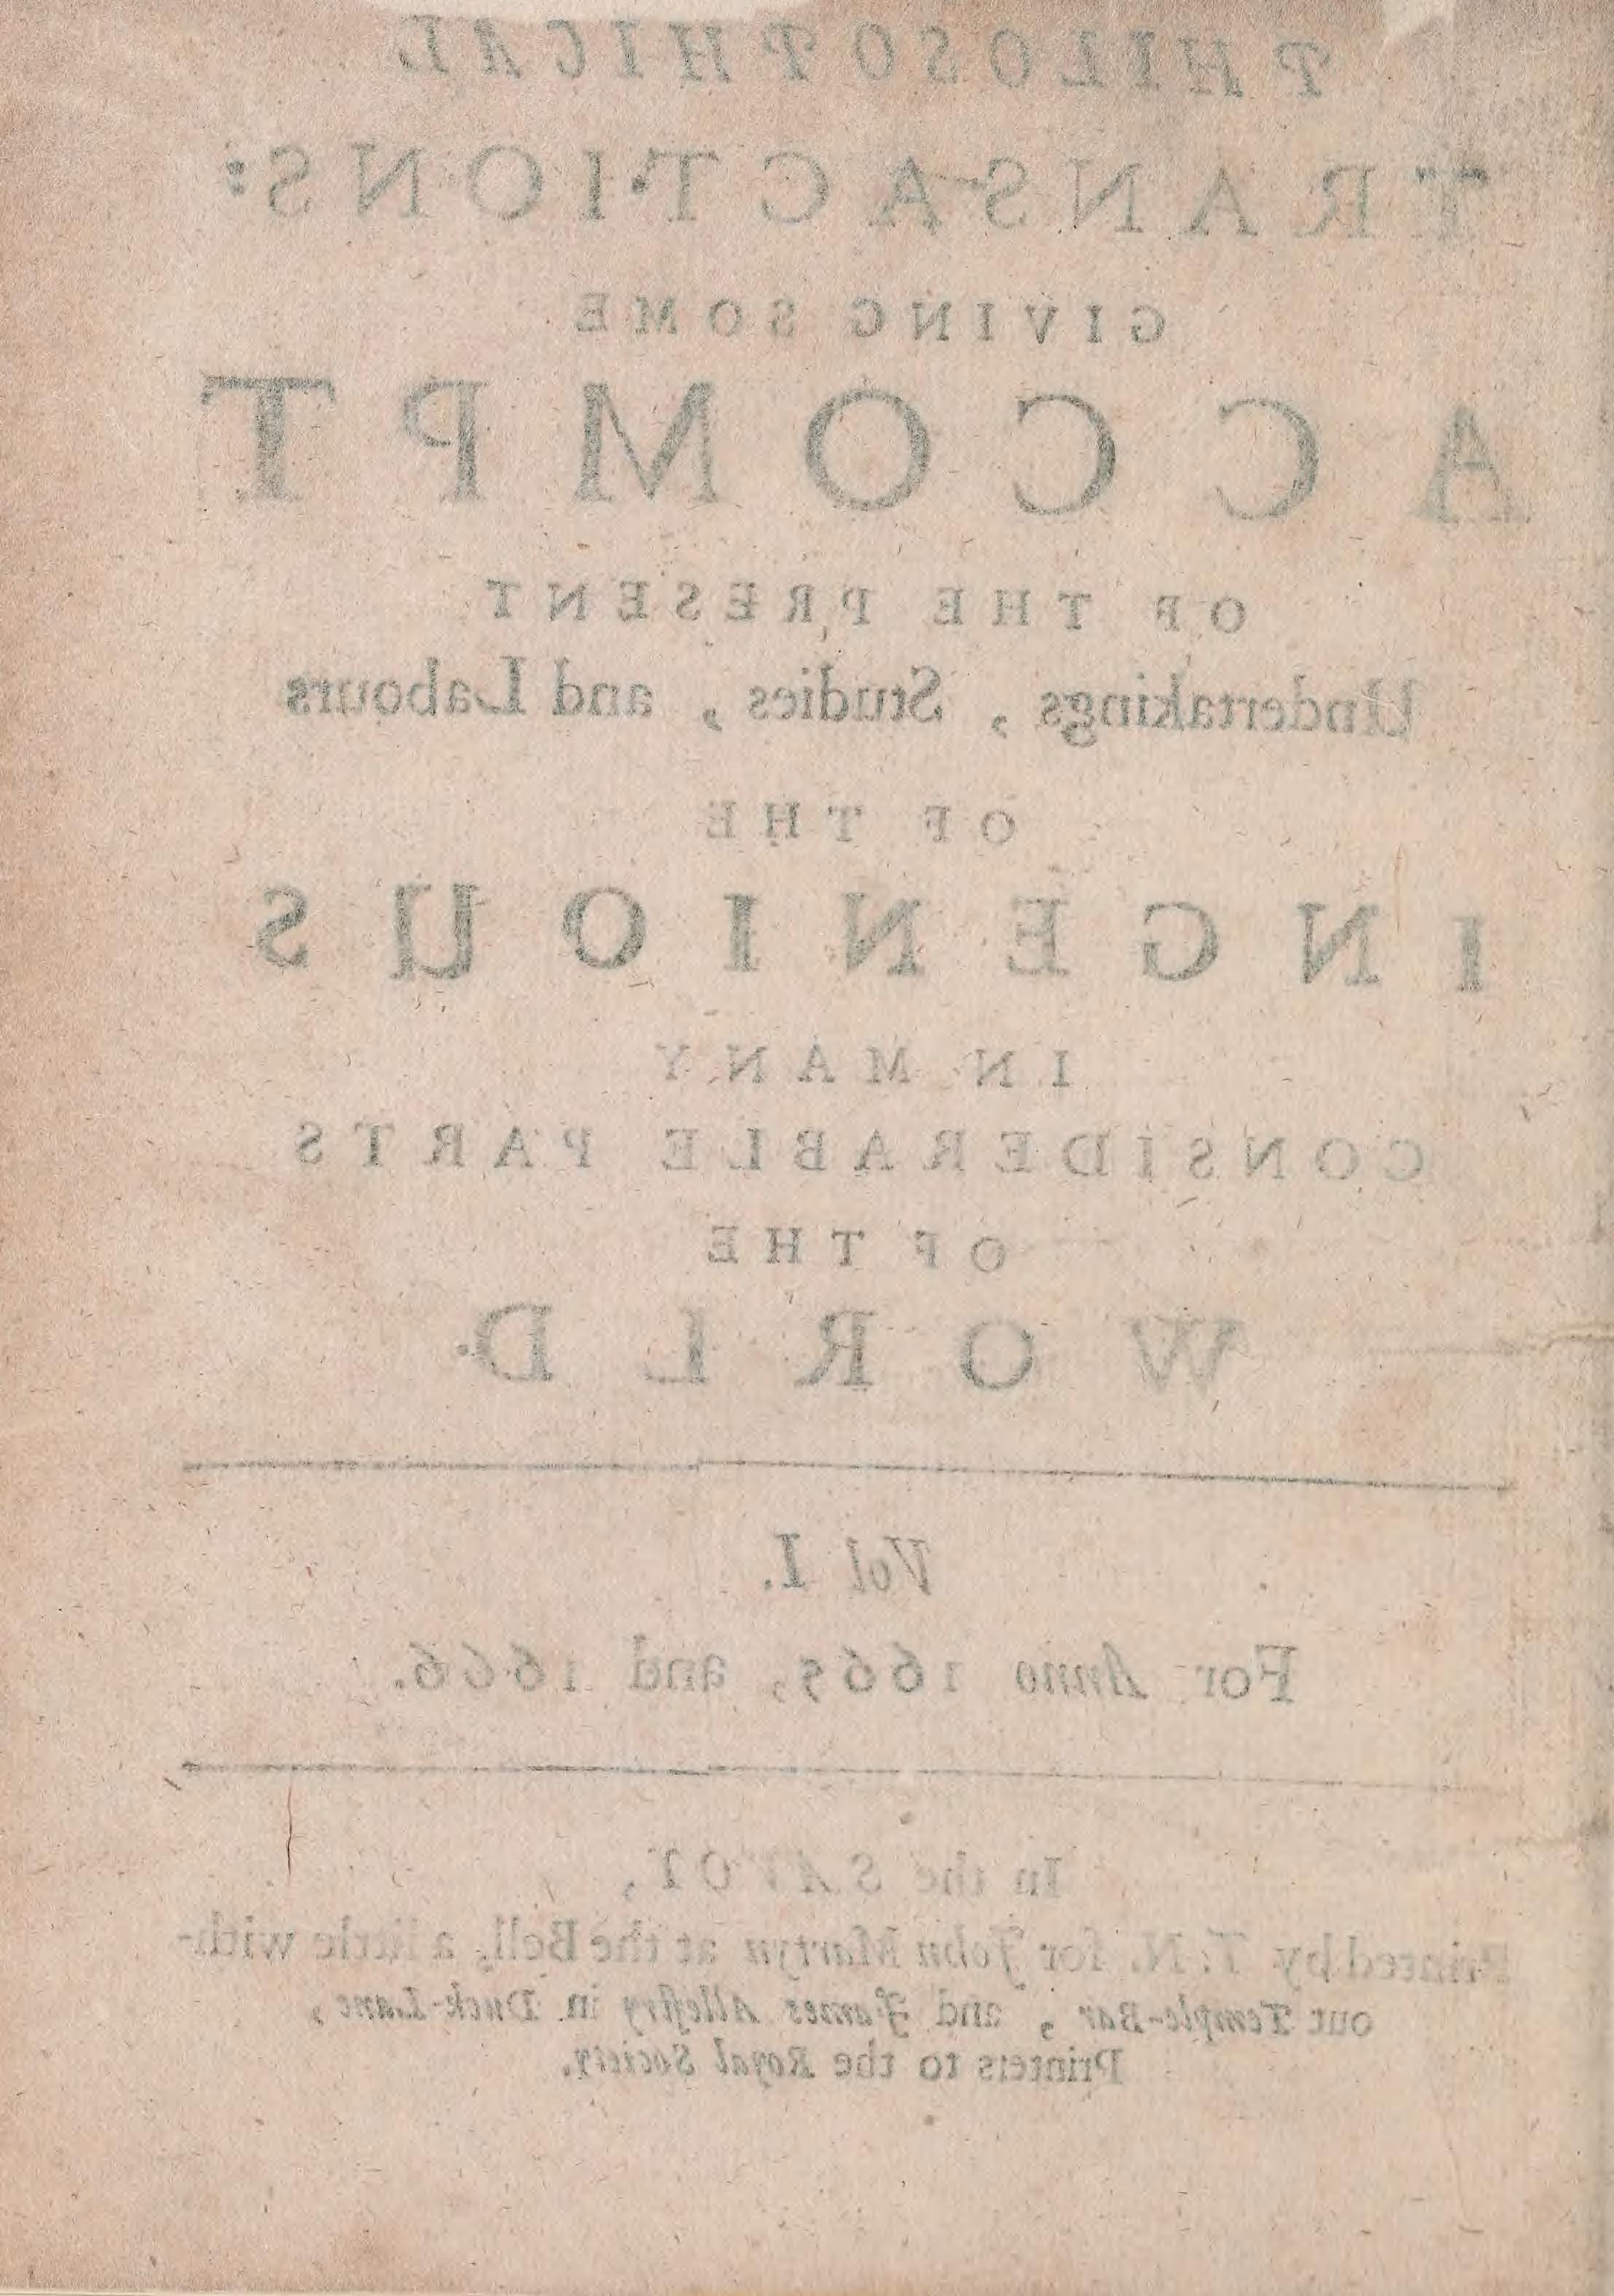 PHILOSOPHICAL
TRANSACTIONS:
GIVING SOME
ACCOMPT
OF THE PRESENT
Undertakings, Studies, and Labours
OF THE
INGENIOUS
IN MANY
CONSIDERABLE PARTS
OF THE
WORLD.
Vol I.
For Anno 1665, and 1666.
In the SAVOY,
Printed by T. N. for John Martyn at the Bell, a little with-
out Temple-Bar, and James Allestry in Duck-Lane,
Printers to the Royal Society.